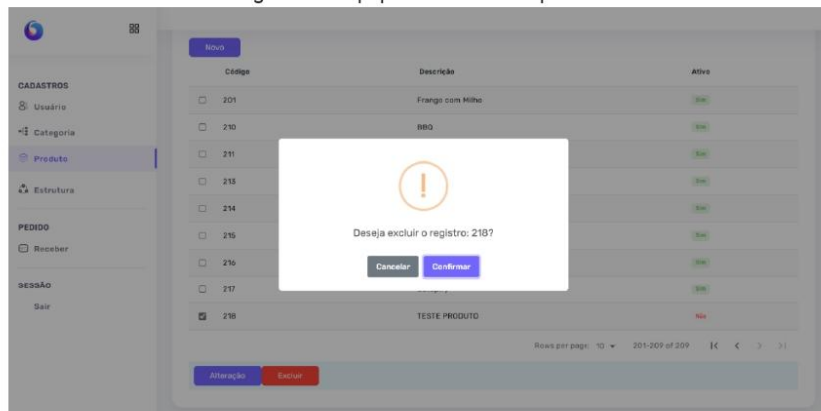 Novo
Código Descrição Ativo
CADASTROS
Usuário
Categoria
Produto
Estrutura
PEDIDO
Receber
SESSÃO
Sair
201 Frango com Milho Sim
210 BBQ Sim
211 Sim
213 Sim
214 Sim
215 Sim
216 Sim
217 Sim
218 TESTE PRODUTO Não
Deseja excluir o registro: 218?
Cancelar Confirmar
Rows per page: 10 201-209 of 209
Alteração Excluir